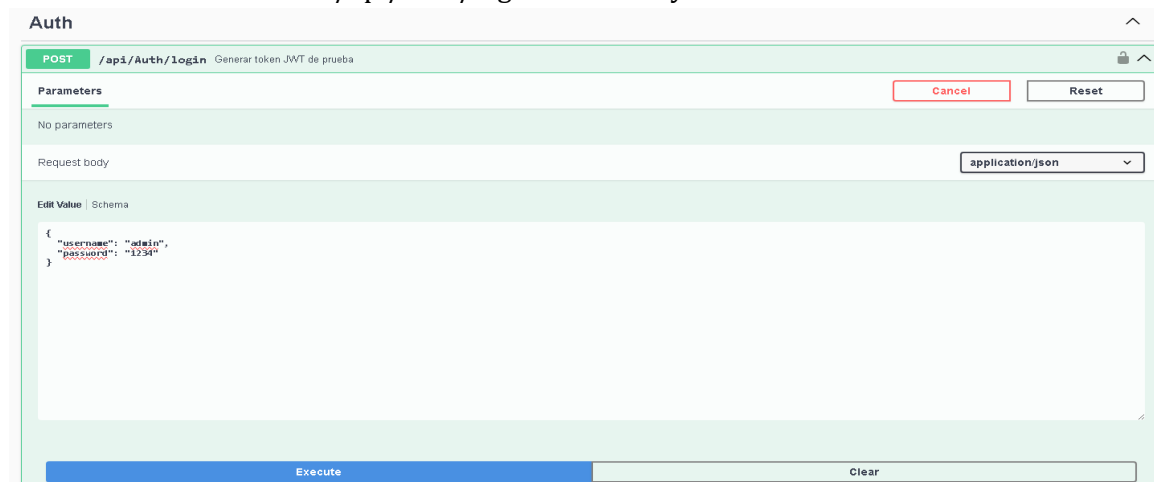 Auth
POST /api/Auth/login Generar token JWT de prueba
Parameters Cancel Reset
No parameters
Request body application/json
Edit Value | Schema
{
"username": "admin",
"password": "1234"
}
Execute Clear